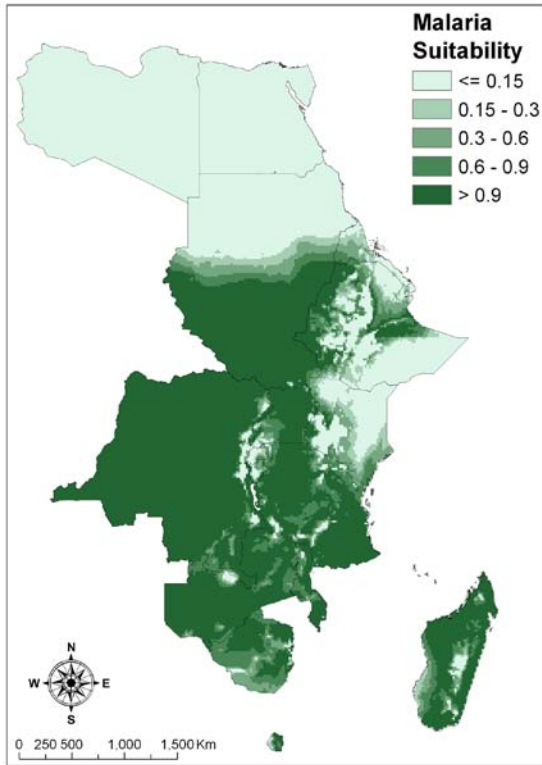 Malaria
Suitability
<= 0.15
0.15 - 0.3
0.3 - 0.6
0.6 - 0.9
> 0.9
N
W E
S
0 250 500 1,000 1,500 Km